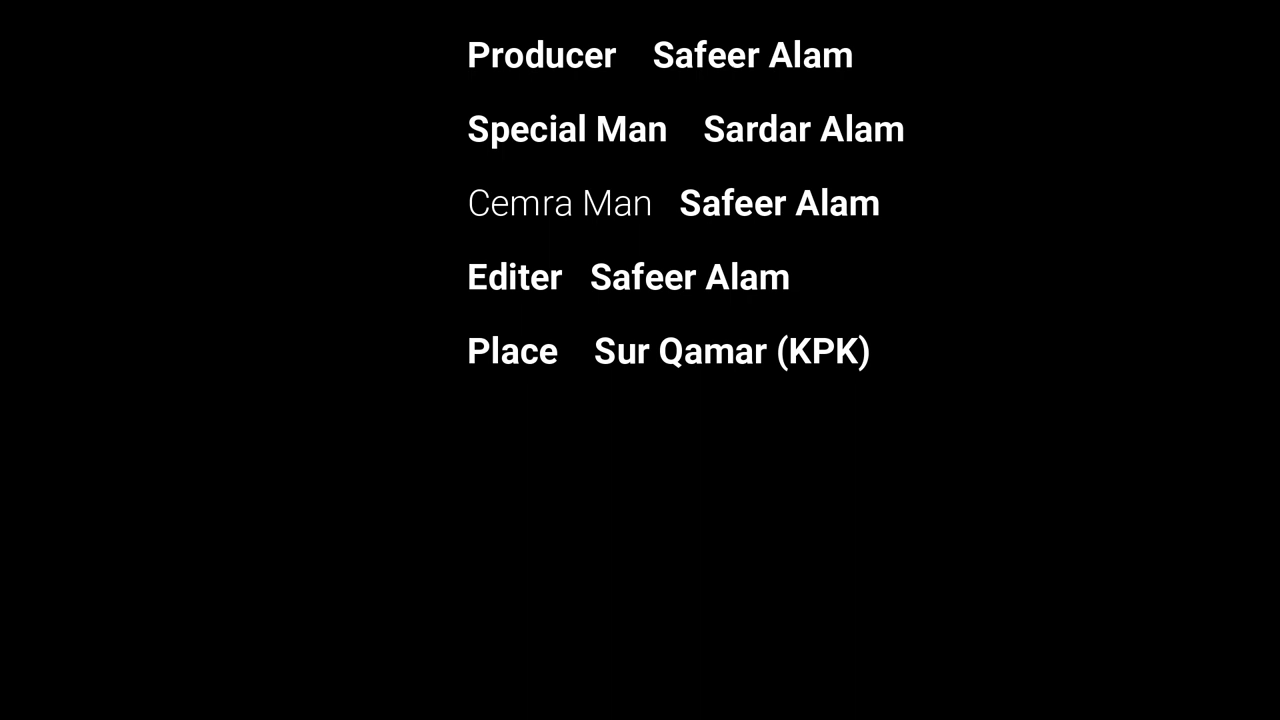 Producer Safeer Alam
Special Man Sardar Alam
Cemra Man Safeer Alam
Editer Safeer Alam
Place Sur Qamar (KPK)